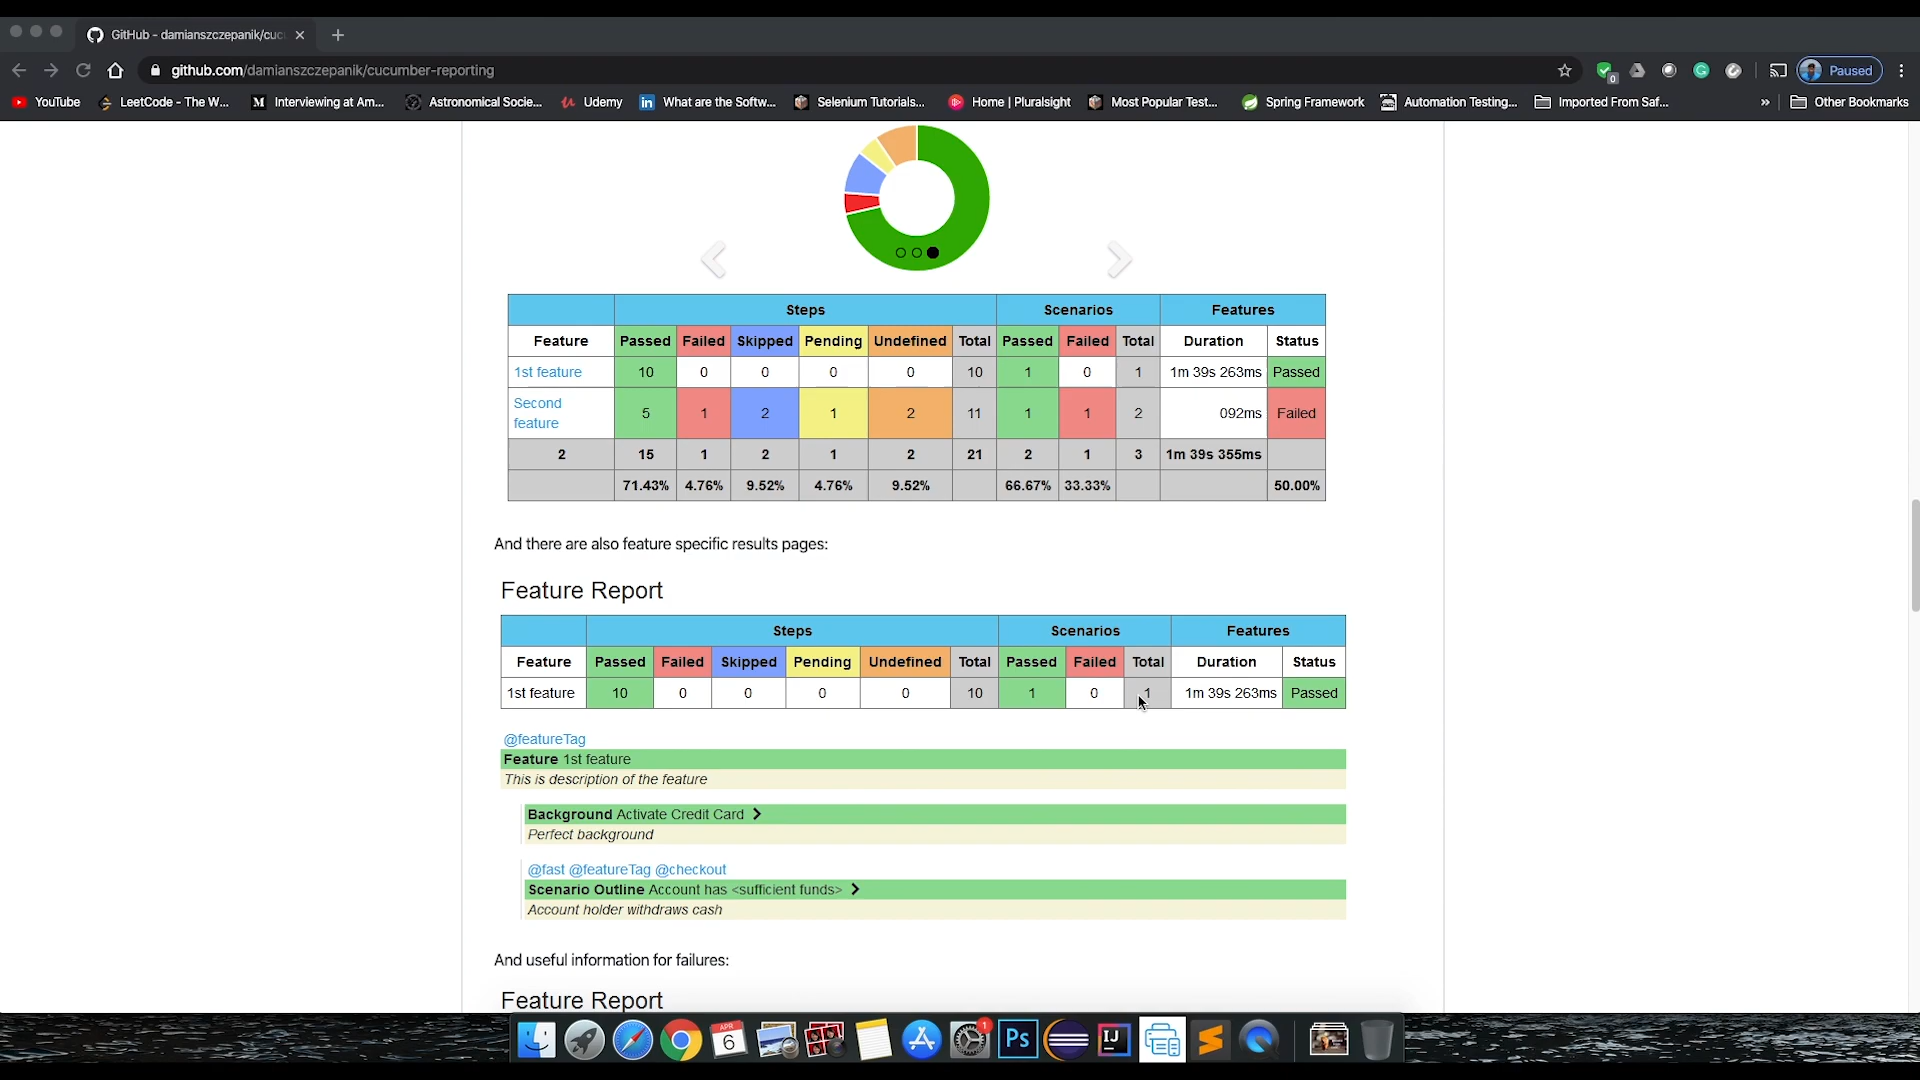 GitHub - damianszczepanik/cuc
github.com/damianszczepanik/cucumber-reporting
0
Paused
YouTube
LeetCode - The W...
Interviewing at Am...
Astronomical Socie...
Udemy
What are the Softw...
Selenium Tutorials...
Home | Pluralsight
Most Popular Test...
Spring Framework
Automation Testing...
Imported From Saf...
»
Other Bookmarks
Steps Scenarios Features
Feature Passed Failed Skipped Pending Undefined Total Passed Failed Total Duration Status
1st feature 10 0 0 0 0 10 1 0 1 1m 39s 263ms Passed
Second
feature 5 1 2 1 2 11 1 1 2 092ms Failed
2 15 1 2 1 2 21 2 1 3 1m 39s 355ms
71.43% 4.76% 9.52% 4.76% 9.52% 66.67% 33.33% 50.00%
And there are also feature specific results pages:
Feature Report
Steps Scenarios Features
Feature Passed Failed Skipped Pending Undefined Total Passed Failed Total Duration Status
1st feature 10 0 0 0 0 10 1 0 1 1m 39s 263ms Passed
@featureTag
Feature 1st feature
This is description of the feature
Background Activate Credit Card
Perfect background
@fast @featureTag @checkout
Scenario Outline Account has <sufficient funds>
Account holder withdraws cash
And useful information for failures:
Feature Report
APR
6
1
Ps
IJ